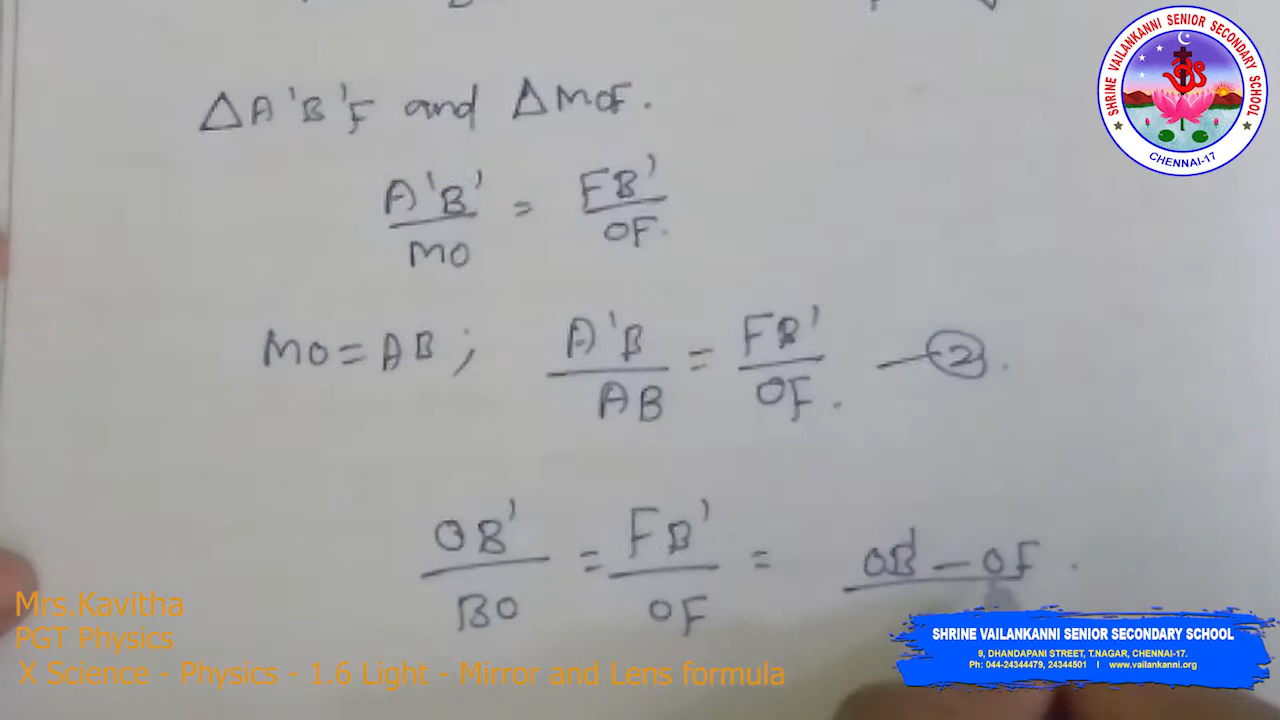 △A'B'F and △MOF.
A'B'/MO = FB'/OF.
MO = AB ; A'B/AB = FB'/OF. — ②.
OB'/BO = FB'/OF = OB' - OF.
Mrs.Kavitha
PGT Physics
X Science - Physics - 1.6 Light - Mirror and Lens formula
SHRINE VAILANKANNI SENIOR SECONDARY SCHOOL
CHENNAI-17
SHRINE VAILANKANNI SENIOR SECONDARY SCHOOL
9, DHANDAPANI STREET, T.NAGAR, CHENNAI-17.
Ph: 044-24344479, 24344501 | www.vailankanni.org